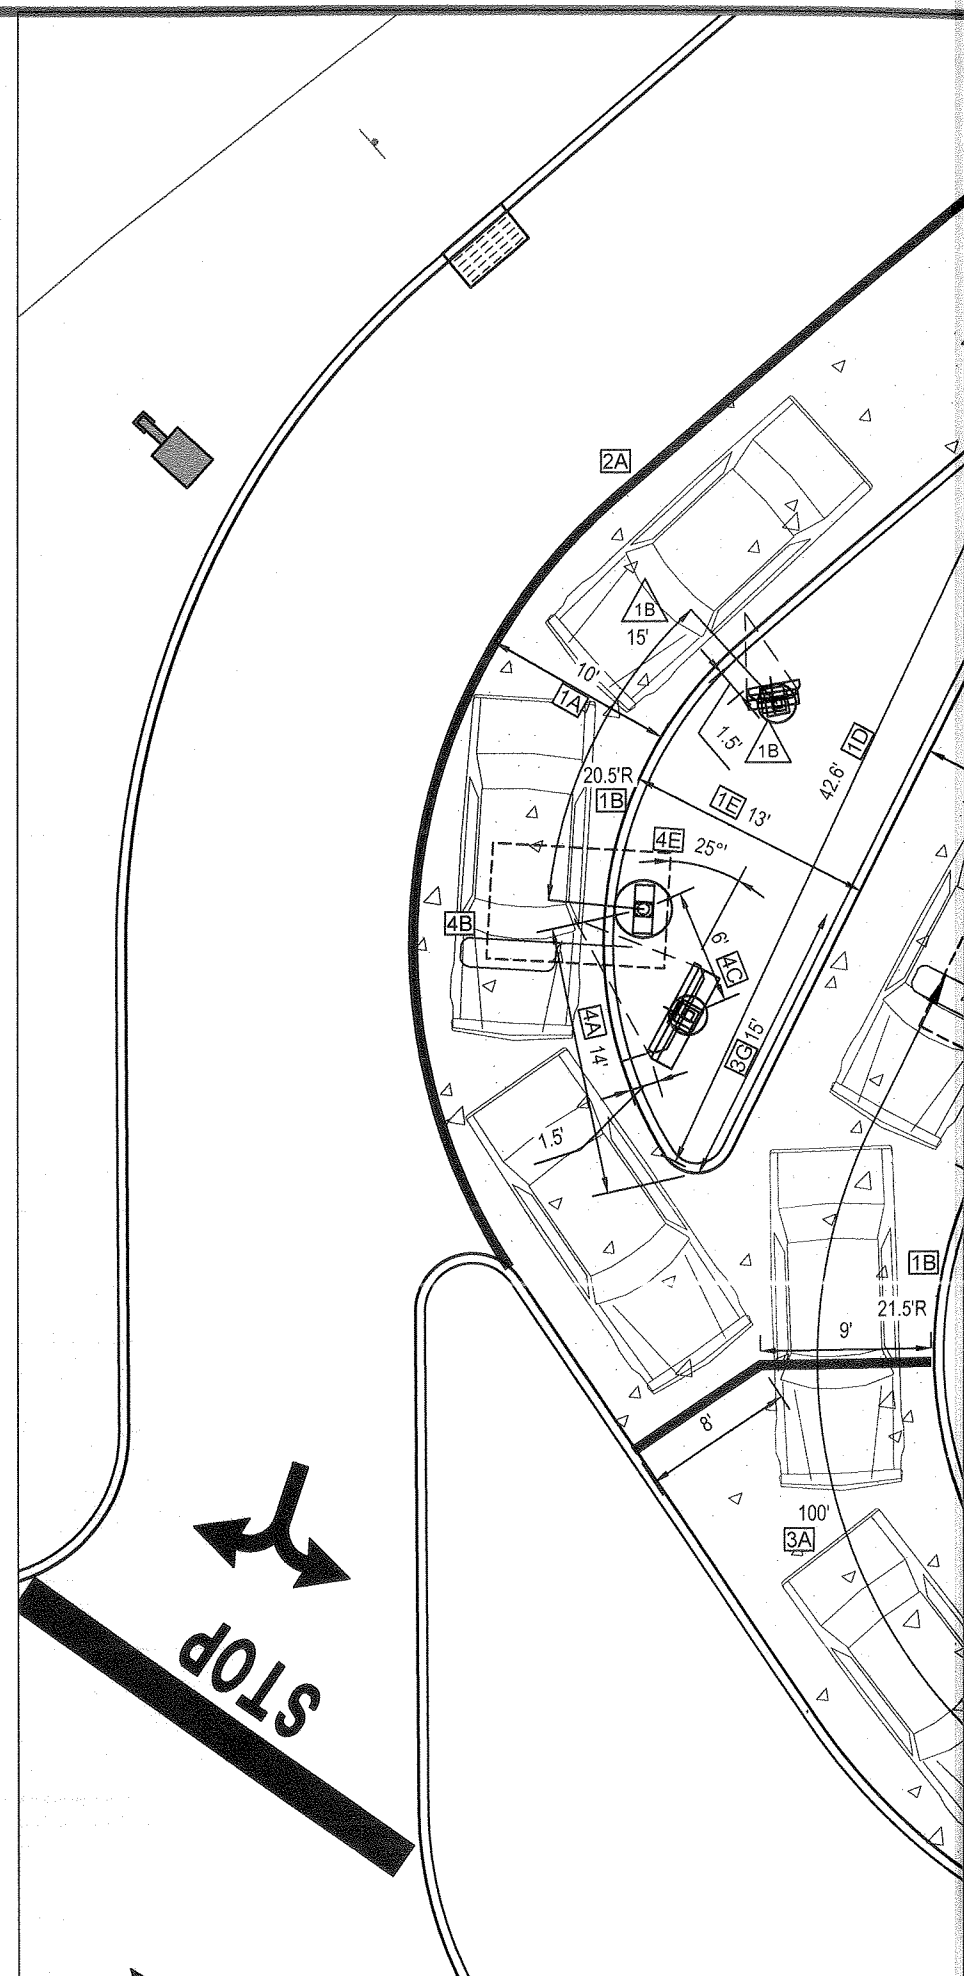 2A
1B
15'
10'
1A
1.5'
1B
42.6' 1D
20.5'R
1B
1E 13'
4E
25°'
4B
6' 4C
4A 14'
3G 15'
1.5'
1B
21.5'R
9'
8'
100'
3A
STOP